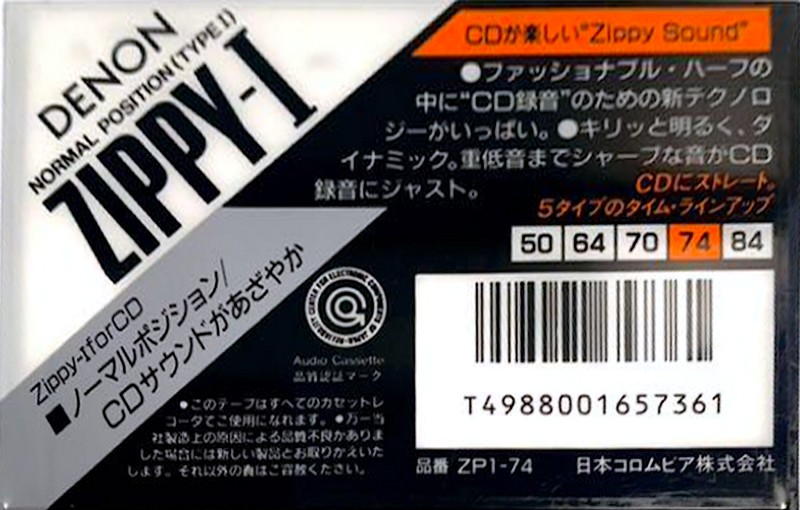 DENON
NORMAL POSITION (TYPE I)
ZIPPY-I
Zippy-IforCD
■ノーマルポジション/
CDサウンドがあざやか
CDが楽しい"Zippy Sound"
●ファッショナブル・ハーフの
中に"CD録音"のための新テクノロ
ジーがいっぱい。●キリッと明るく、ダ
イナミック。重低音までシャープな音がCD
録音にジャスト。
CDにストレート。
5タイプのタイム・ラインアップ
50 64 70 74 84
Audio Cassette
品質認証マーク
●このテープはすべてのカセットレ
コーダでご使用になれます。●万一当
社製造上の原因による品質不良がありま
した場合には新しい製品とお取りかえいた
します。それ以外の責はご容赦ください。
T4988001657361
品番 ZP1-74 日本コロムビア株式会社